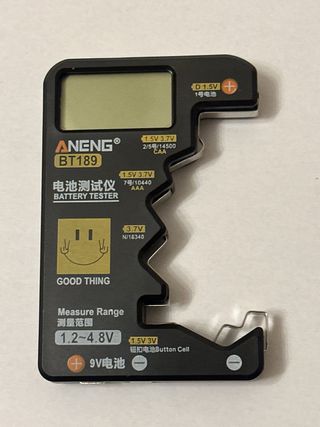 D 1.5V
1号电池
ANENG®
BT189
电池测试仪
BATTERY TESTER
1.5V 3.7V
2/5号/14500
CAA
1.5V 3.7V
7号/10440
AAA
3.7V
N/16340
GOOD THING
Measure Range
测量范围
1.2~4.8V
1.5V 3V
钮扣电池Button Cell
9V电池